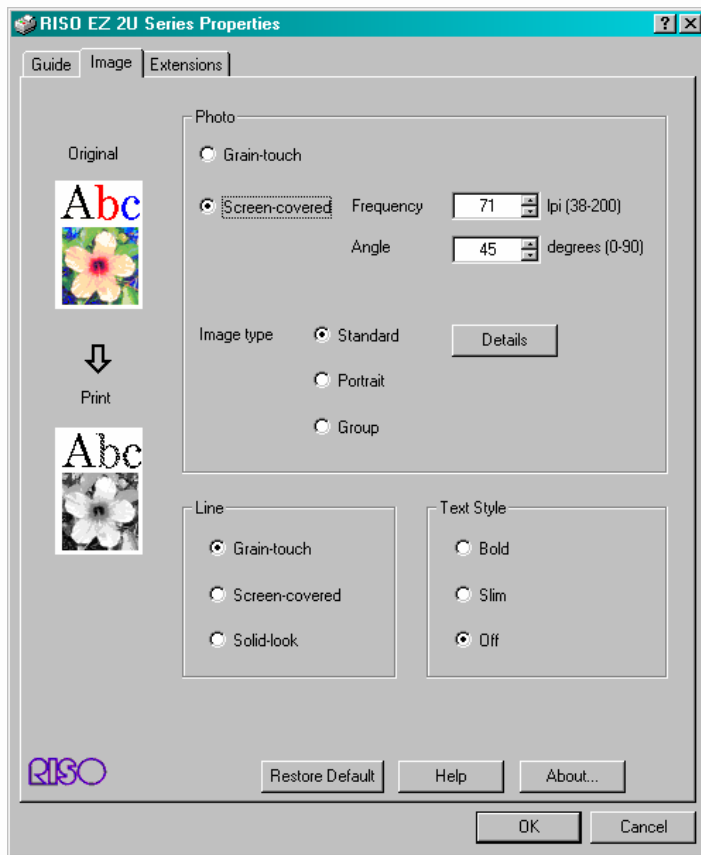 RISO EZ 2U Series Properties
Guide Image Extensions
Photo
Original
Grain-touch
Abc
Screen-covered Frequency 71 lpi (38-200)
Angle 45 degrees (0-90)
Image type Standard Details
Print
Portrait
Group
Abc
Line Text Style
Grain-touch Bold
Screen-covered Slim
Solid-look Off
RISO
Restore Default Help About...
OK Cancel